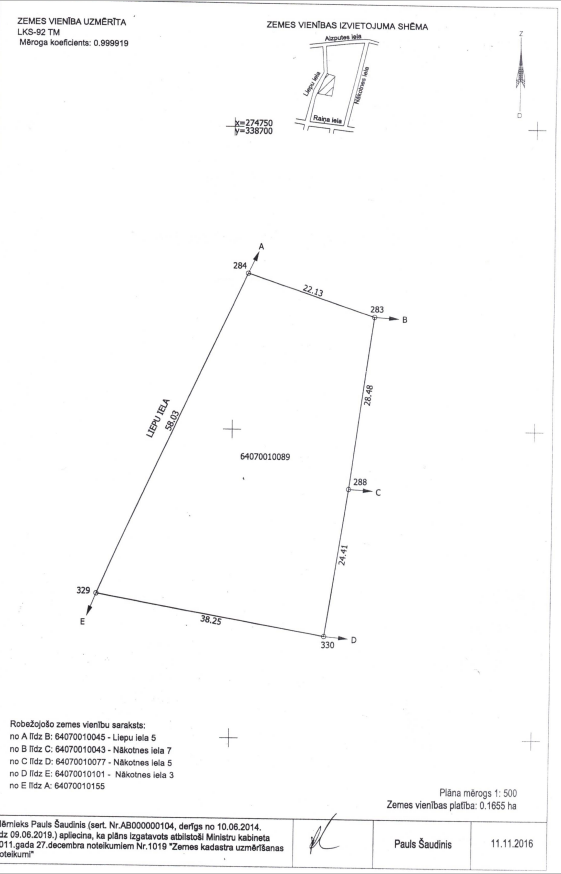 ZEMES VIENĪBA UZMĒRĪTA
LKS-92 TM
Mēroga koeficients: 0.999919
ZEMES VIENĪBAS IZVIETOJUMA SHĒMA
Aizputes iela
Liepu iela
Nākotnes iela
Raiņa iela
Z
D
x=274750
y=338700
A
284
22.13
283
B
28.48
LIEPU IELA
58.03
64070010089
288
C
24.41
329
E
38.25
330
D
Robežojošo zemes vienību saraksts:
no A līdz B: 64070010045 - Liepu iela 5
no B līdz C: 64070010043 - Nākotnes iela 7
no C līdz D: 64070010077 - Nākotnes iela 5
no D līdz E: 64070010101 - Nākotnes iela 3
no E līdz A: 64070010155
Plāna mērogs 1: 500
Zemes vienības platība: 0.1655 ha
lērnieks Pauls Šaudinis (sert. Nr.AB000000104, derīgs no 10.06.2014.
dz 09.06.2019.) apliecina, ka plāns izgatavots atbilstoši Ministru kabineta
011.gada 27.decembra noteikumiem Nr.1019 "Zemes kadastra uzmērīšanas
oteikumi"
Pauls Šaudinis
11.11.2016